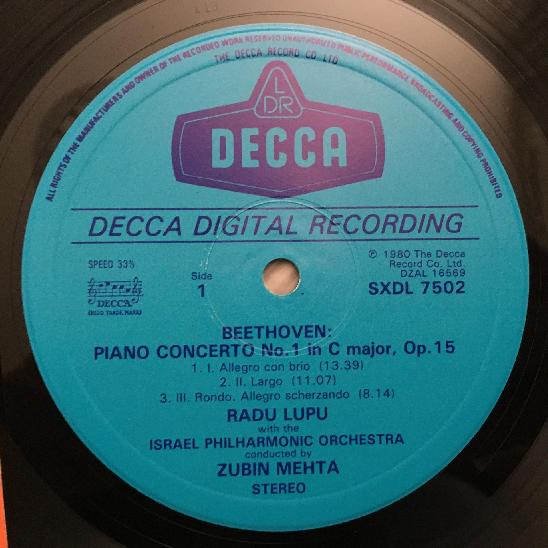 ALL RIGHTS OF THE MANUFACTURERS AND OWNER OF THE RECORDED WORK RESERVED UNAUTHORISED PUBLIC PERFORMANCE BROADCASTING AND COPYING PROHIBITED
THE DECCA RECORD CO LTD
L
DR
DECCA
DECCA DIGITAL RECORDING
SPEED 33⅓
DECCA
(REGD. TRADE MARK)
Side
1
℗ 1980 The Decca
Record Co. Ltd.
DZAL 16569
SXDL 7502
BEETHOVEN:
PIANO CONCERTO No.1 in C major, Op.15
1. I. Allegro con brio (13.39)
2. II. Largo (11.07)
3. III. Rondo. Allegro scherzando (8.14)
RADU LUPU
with the
ISRAEL PHILHARMONIC ORCHESTRA
conducted by
ZUBIN MEHTA
STEREO